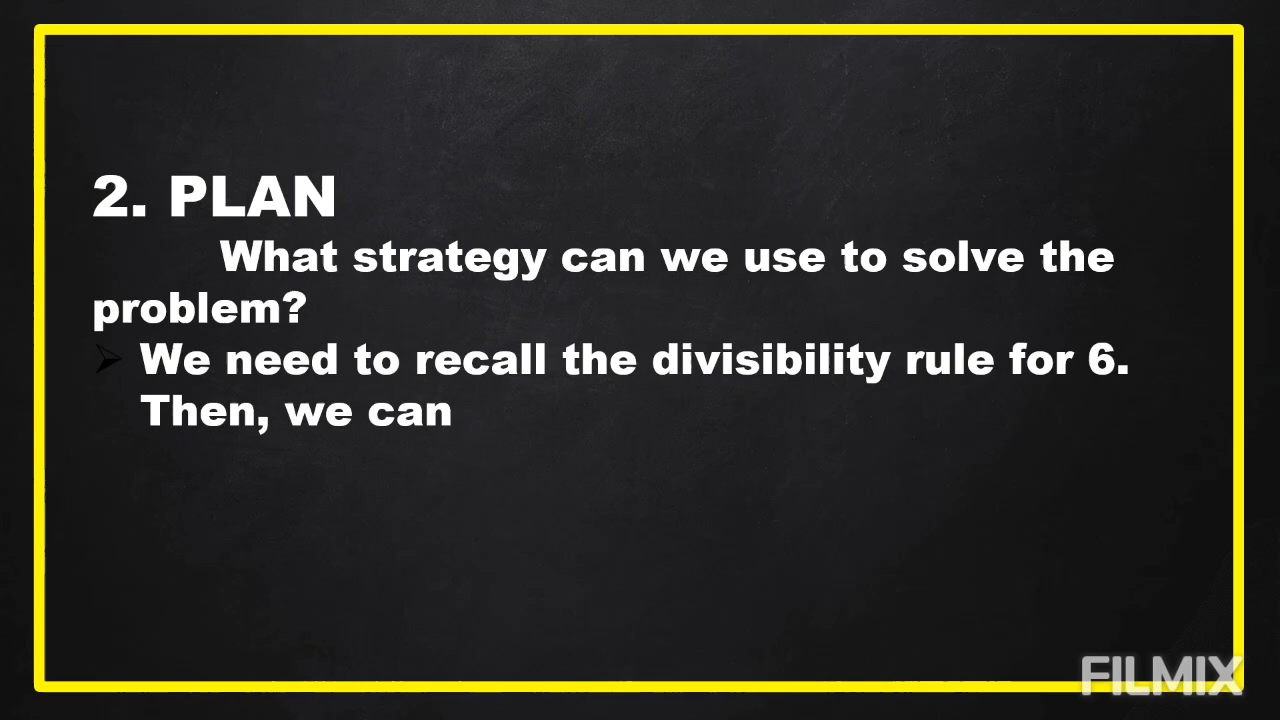 2. PLAN
What strategy can we use to solve the
problem?
We need to recall the divisibility rule for 6.
Then, we can
FILMIX